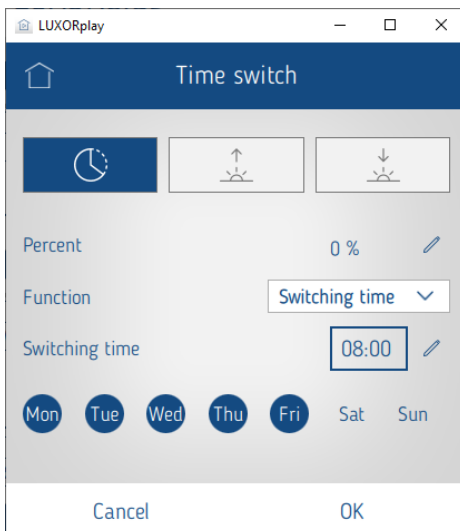 LUXORplay
Time switch
Percent 0 %
Function Switching time
Switching time 08:00
Mon Tue Wed Thu Fri Sat Sun
Cancel OK